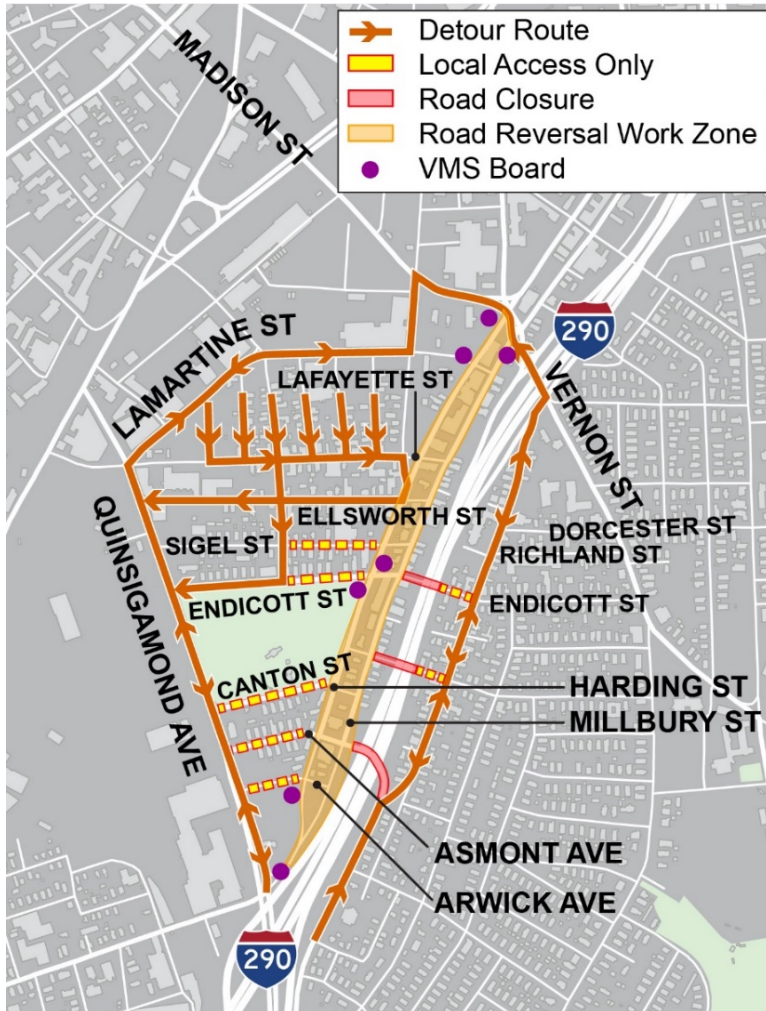 Detour Route
Local Access Only
Road Closure
Road Reversal Work Zone
VMS Board
MADISON ST
290
LAMARTINE ST
LAFAYETTE ST
VERNON ST
QUINSIGAMOND AVE
ELLSWORTH ST
SIGEL ST
DORCESTER ST
RICHLAND ST
ENDICOTT ST
ENDICOTT ST
CANTON ST
HARDING ST
MILLBURY ST
ASMONT AVE
ARWICK AVE
290